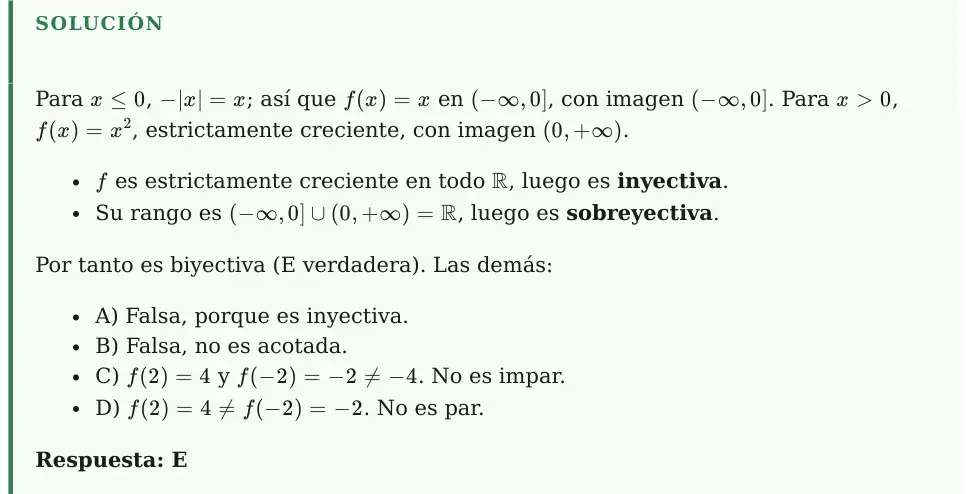 SOLUCIÓN
Para x ≤ 0, −|x| = x; así que f(x) = x en (−∞, 0], con imagen (−∞, 0]. Para x > 0,
f(x) = x², estrictamente creciente, con imagen (0, +∞).
• f es estrictamente creciente en todo ℝ, luego es inyectiva.
• Su rango es (−∞, 0] ∪ (0, +∞) = ℝ, luego es sobreyectiva.
Por tanto es biyectiva (E verdadera). Las demás:
• A) Falsa, porque es inyectiva.
• B) Falsa, no es acotada.
• C) f(2) = 4 y f(−2) = −2 ≠ −4. No es impar.
• D) f(2) = 4 ≠ f(−2) = −2. No es par.
Respuesta: E